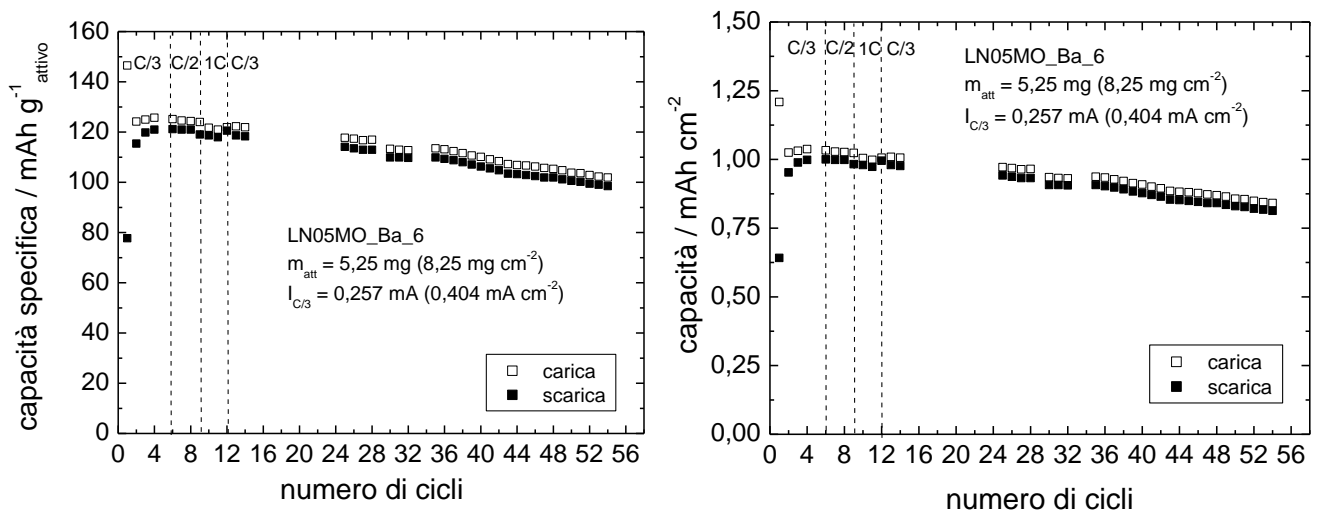 160
140
120
100
80
60
40
20
0
capacità specifica / mAh g⁻¹ attivo
C/3 C/2 1C C/3
LN05MO_Ba_6
m_att = 5,25 mg (8,25 mg cm⁻²)
I_C/3 = 0,257 mA (0,404 mA cm⁻²)
carica
scarica
0 4 8 12 16 20 24 28 32 36 40 44 48 52 56
numero di cicli
1,50
1,25
1,00
0,75
0,50
0,25
0,00
capacità / mAh cm⁻²
C/3 C/2 1C C/3
LN05MO_Ba_6
m_att = 5,25 mg (8,25 mg cm⁻²)
I_C/3 = 0,257 mA (0,404 mA cm⁻²)
carica
scarica
0 4 8 12 16 20 24 28 32 36 40 44 48 52 56
numero di cicli